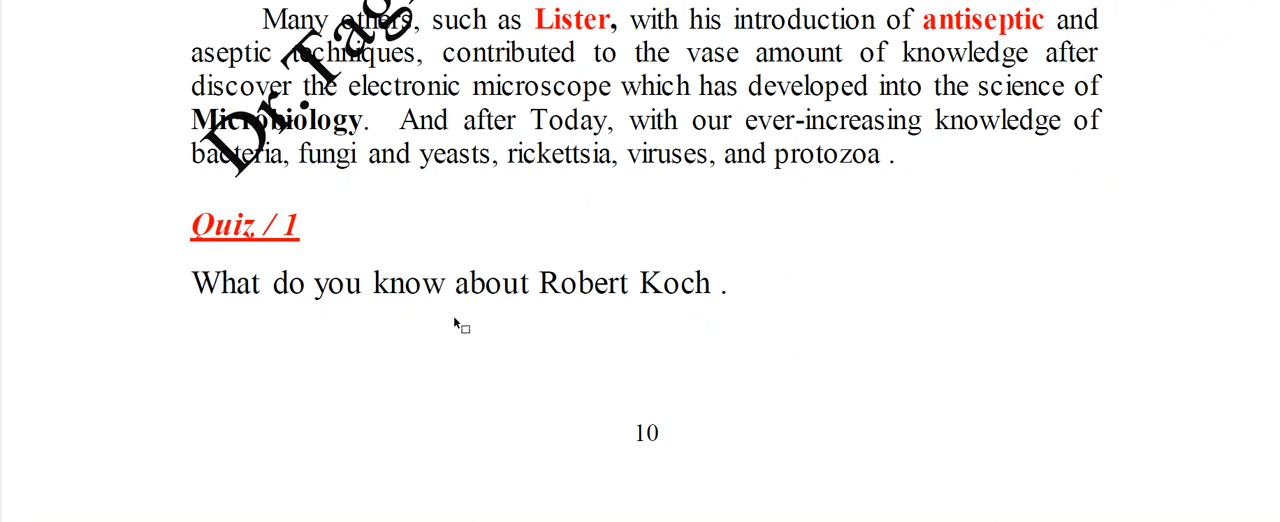 Many others, such as Lister, with his introduction of antiseptic and
aseptic techniques, contributed to the vase amount of knowledge after
discover the electronic microscope which has developed into the science of
Microbiology. And after Today, with our ever-increasing knowledge of
bacteria, fungi and yeasts, rickettsia, viruses, and protozoa .
Dr. Tag
Quiz / 1
What do you know about Robert Koch .
10